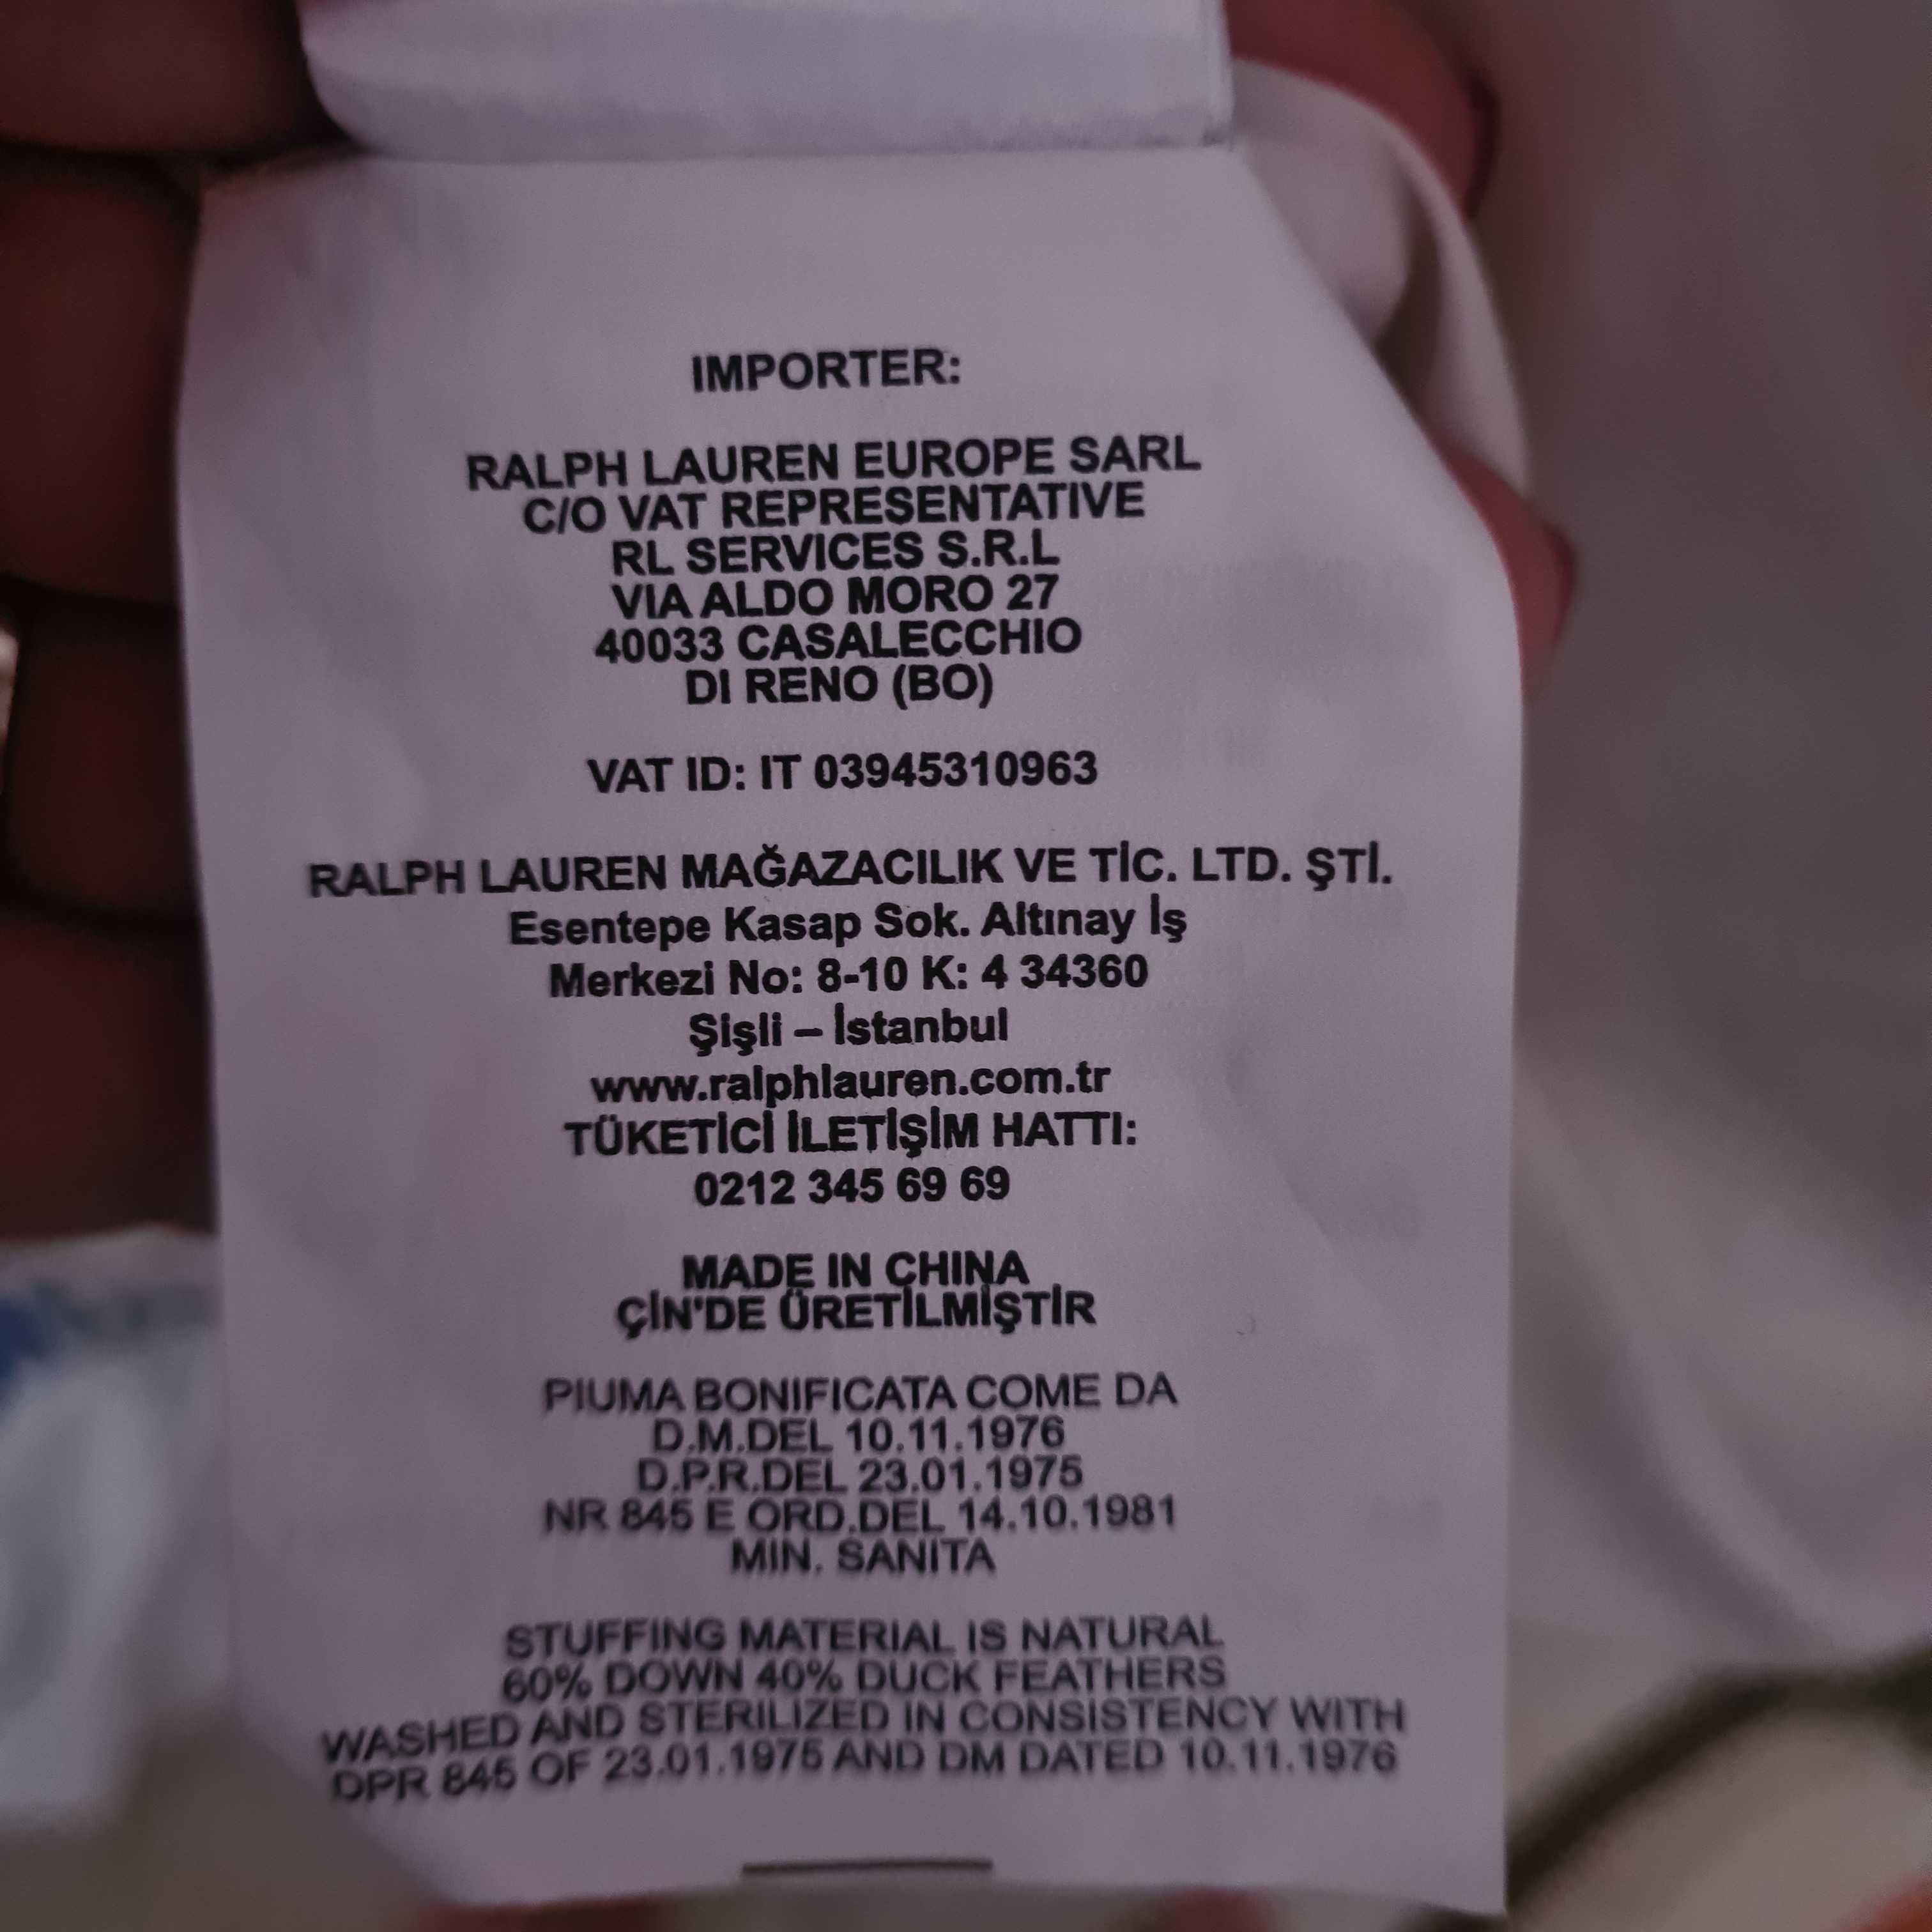 IMPORTER:
RALPH LAUREN EUROPE SARL
C/O VAT REPRESENTATIVE
RL SERVICES S.R.L
VIA ALDO MORO 27
40033 CASALECCHIO
DI RENO (BO)
VAT ID: IT 03945310963
RALPH LAUREN MAĞAZACILIK VE TİC. LTD. ŞTİ.
Esentepe Kasap Sok. Altınay İş
Merkezi No: 8-10 K: 4 34360
Şişli – İstanbul
www.ralphlauren.com.tr
TÜKETİCİ İLETİŞİM HATTI:
0212 345 69 69
MADE IN CHINA
ÇİN'DE ÜRETİLMİŞTİR
PIUMA BONIFICATA COME DA
D.M.DEL 10.11.1976
D.P.R.DEL 23.01.1975
NR 845 E ORD.DEL 14.10.1981
MIN. SANITA
STUFFING MATERIAL IS NATURAL
60% DOWN 40% DUCK FEATHERS
WASHED AND STERILIZED IN CONSISTENCY WITH
DPR 845 OF 23.01.1975 AND DM DATED 10.11.1976